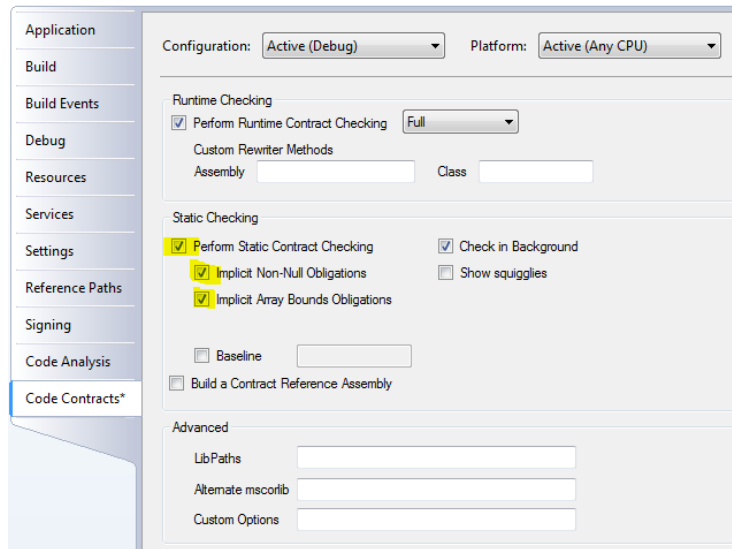 Application
Build
Build Events
Debug
Resources
Services
Settings
Reference Paths
Signing
Code Analysis
Code Contracts*
Configuration: Active (Debug) Platform: Active (Any CPU)
Runtime Checking
Perform Runtime Contract Checking Full
Custom Rewriter Methods
Assembly Class
Static Checking
Perform Static Contract Checking Check in Background
Implicit Non-Null Obligations Show squigglies
Implicit Array Bounds Obligations
Baseline
Build a Contract Reference Assembly
Advanced
LibPaths
Alternate mscorlib
Custom Options